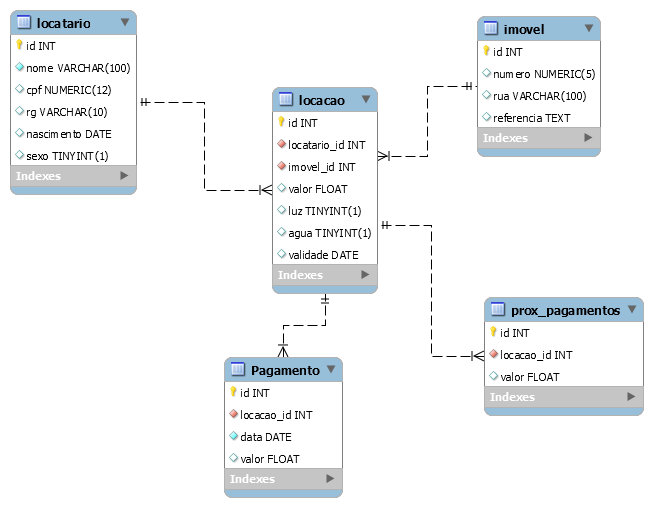 locatario
id INT
nome VARCHAR(100)
cpf NUMERIC(12)
rg VARCHAR(10)
nascimento DATE
sexo TINYINT(1)
Indexes
imovel
id INT
numero NUMERIC(5)
rua VARCHAR(100)
referencia TEXT
Indexes
locacao
id INT
locatario_id INT
imovel_id INT
valor FLOAT
luz TINYINT(1)
agua TINYINT(1)
validade DATE
Indexes
prox_pagamentos
id INT
locacao_id INT
valor FLOAT
Indexes
Pagamento
id INT
locacao_id INT
data DATE
valor FLOAT
Indexes